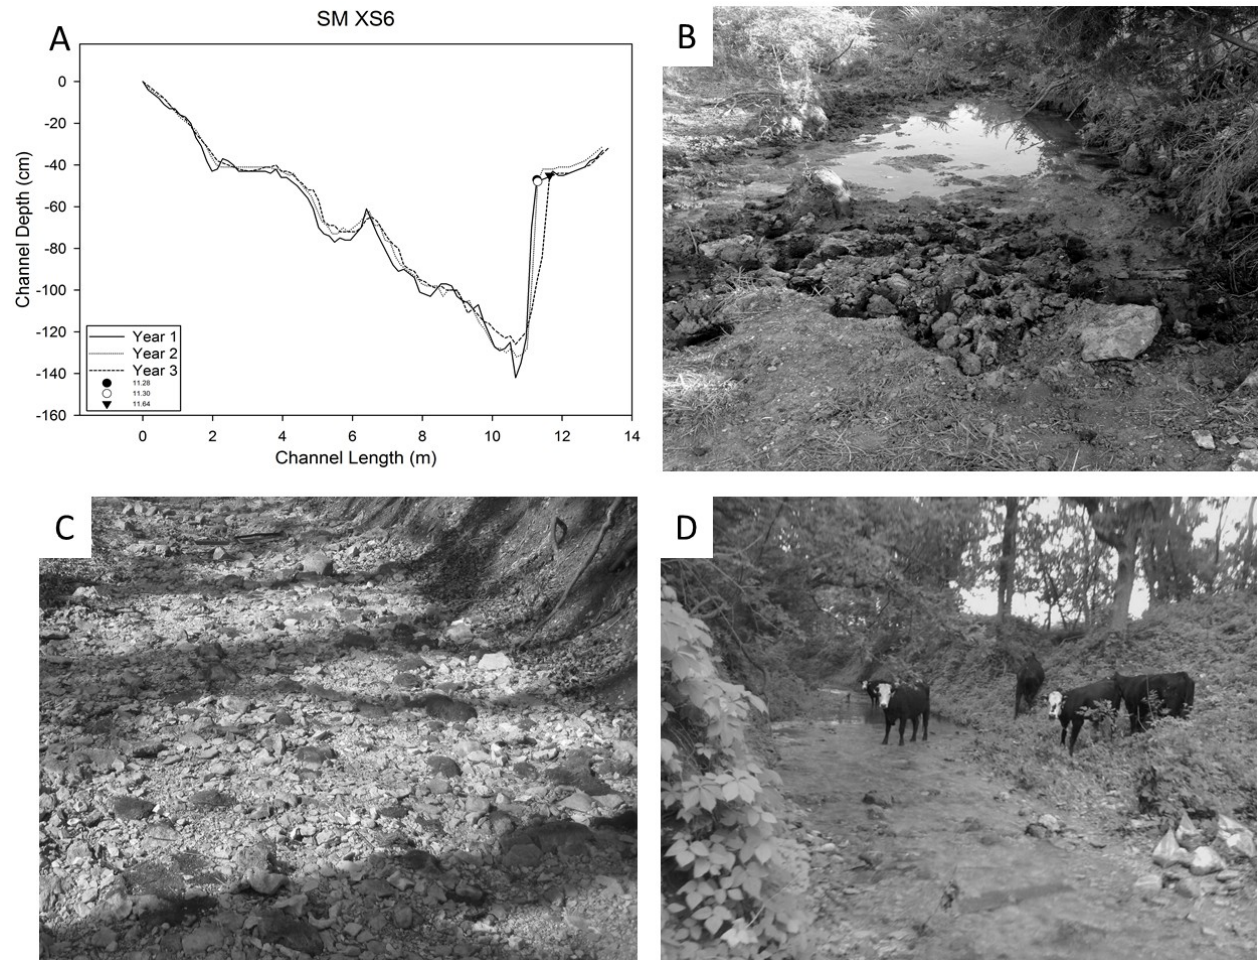 SM XS6
A
0
-20
-40
-60
-80
-100
-120
-140
-160
Channel Depth (cm)
Year 1
Year 2
Year 3
11.28
11.30
11.64
0 2 4 6 8 10 12 14
Channel Length (m)
B
C
D